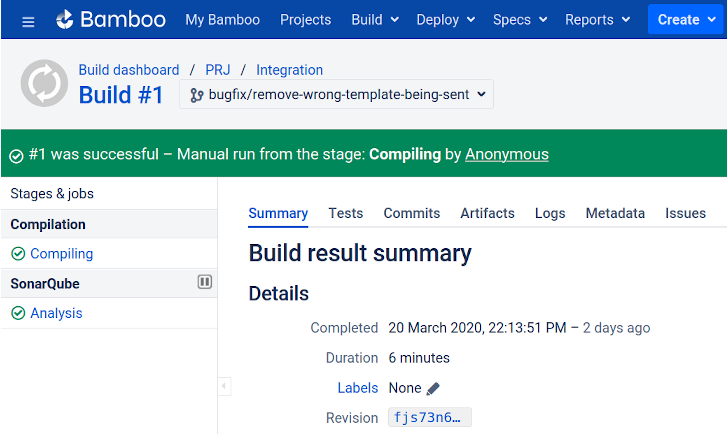 Bamboo My Bamboo Projects Build Deploy Specs Reports Create
Build dashboard / PRJ / Integration
Build #1 bugfix/remove-wrong-template-being-sent
#1 was successful – Manual run from the stage: Compiling by Anonymous
Stages & jobs
Compilation
Compiling
SonarQube
Analysis
Summary Tests Commits Artifacts Logs Metadata Issues
Build result summary
Details
Completed 20 March 2020, 22:13:51 PM – 2 days ago
Duration 6 minutes
Labels None
Revision fjs73n6…